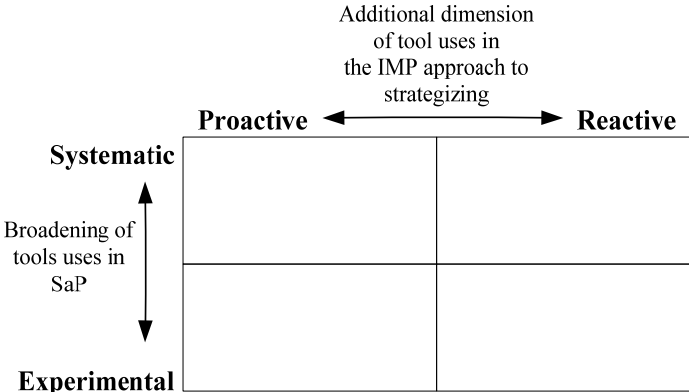 Additional dimension
of tool uses in
the IMP approach to
strategizing
Proactive
Reactive
Systematic
Broadening of
tools uses in
SaP
Experimental